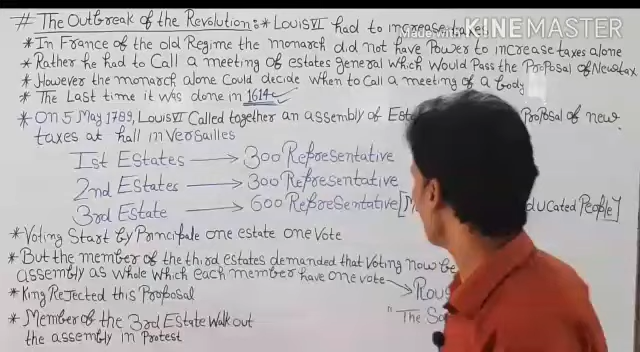 # The Outbreak of the Revolution:- * Louis VI had to increase taxes
Made with KINEMASTER
* In France of the old Regime the monarch did not have Power to increase taxes alone
* Rather he had to Call a meeting of estates general which Would Pass the Proposal of New tax
* However the monarch alone Could decide when to Call a meeting of a body
* The Last time it was done in 1614
* On 5 May 1789, Louis VI Called together an assembly of Est Proposal of new
taxes at hall in Versailles
Ist Estates → 300 Representative
2nd Estates → 300 Representative
3rd Estate → 600 Representative [M ducated People]
* Voting Start by Principale one estate one vote
* But the member of the third estates demanded that Voting now be
assembly as whole which each member have one vote → Rous
* King Rejected this Proposal
"The So
* Member of the 3rd Estate Walk out
the assembly in Protest